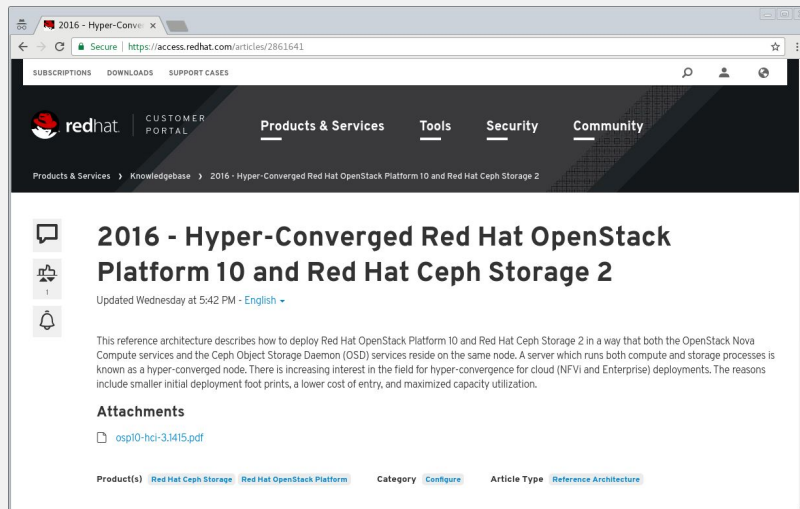 2016 - Hyper-Conver
Secure | https://access.redhat.com/articles/2861641
SUBSCRIPTIONS DOWNLOADS SUPPORT CASES
redhat. CUSTOMER PORTAL
Products & Services Tools Security Community
Products & Services ❯ Knowledgebase ❯ 2016 - Hyper-Converged Red Hat OpenStack Platform 10 and Red Hat Ceph Storage 2
2016 - Hyper-Converged Red Hat OpenStack
Platform 10 and Red Hat Ceph Storage 2
1
Updated Wednesday at 5:42 PM - English
This reference architecture describes how to deploy Red Hat OpenStack Platform 10 and Red Hat Ceph Storage 2 in a way that both the OpenStack Nova
Compute services and the Ceph Object Storage Daemon (OSD) services reside on the same node. A server which runs both compute and storage processes is
known as a hyper-converged node. There is increasing interest in the field for hyper-convergence for cloud (NFVi and Enterprise) deployments. The reasons
include smaller initial deployment foot prints, a lower cost of entry, and maximized capacity utilization.
Attachments
osp10-hci-3.1415.pdf
Product(s) Red Hat Ceph Storage Red Hat OpenStack Platform Category Configure Article Type Reference Architecture